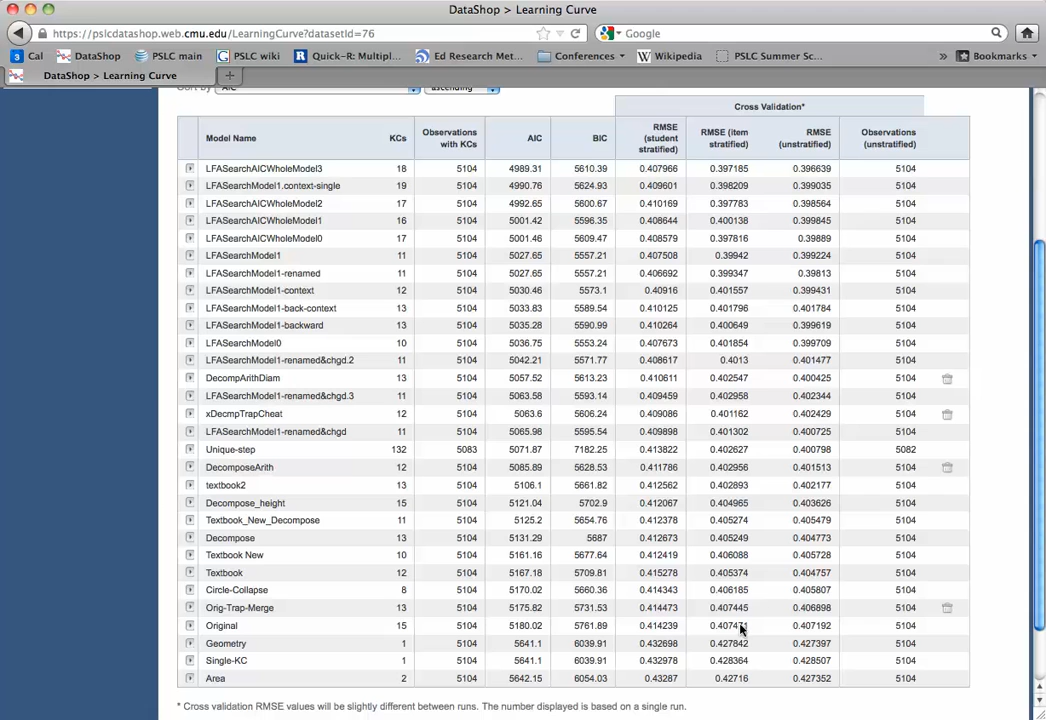 DataShop > Learning Curve
https://pslcdatashop.web.cmu.edu/LearningCurve?datasetId=76
Google
3 Cal DataShop PSLC main PSLC wiki Quick-R: Multipl... Ed Research Met... Conferences Wikipedia PSLC Summer Sc... » Bookmarks
DataShop > Learning Curve +
Sort by AIC ascending
Cross Validation*
Model Name KCs Observations with KCs AIC BIC RMSE (student stratified) RMSE (item stratified) RMSE (unstratified) Observations (unstratified)
LFASearchAICWholeModel3 18 5104 4989.31 5610.39 0.407966 0.397185 0.396639 5104
LFASearchModel1.context-single 19 5104 4990.76 5624.93 0.409601 0.398209 0.399035 5104
LFASearchAICWholeModel2 17 5104 4992.65 5600.67 0.410169 0.397783 0.398564 5104
LFASearchAICWholeModel1 16 5104 5001.42 5596.35 0.408644 0.400138 0.399845 5104
LFASearchAICWholeModel0 17 5104 5001.46 5609.47 0.408579 0.397816 0.39889 5104
LFASearchModel1 11 5104 5027.65 5557.21 0.407508 0.39942 0.399224 5104
LFASearchModel1-renamed 11 5104 5027.65 5557.21 0.406692 0.399347 0.39813 5104
LFASearchModel1-context 12 5104 5030.46 5573.1 0.40916 0.401557 0.399431 5104
LFASearchModel1-back-context 13 5104 5033.83 5589.54 0.410125 0.401796 0.401784 5104
LFASearchModel1-backward 13 5104 5035.28 5590.99 0.410264 0.400649 0.399619 5104
LFASearchModel0 10 5104 5036.75 5553.24 0.407673 0.401854 0.399709 5104
LFASearchModel1-renamed&chgd.2 11 5104 5042.21 5571.77 0.408617 0.4013 0.401477 5104
DecompArithDiam 13 5104 5057.52 5613.23 0.410611 0.402547 0.400425 5104
LFASearchModel1-renamed&chgd.3 11 5104 5063.58 5593.14 0.409459 0.402958 0.402344 5104
xDecmpTrapCheat 12 5104 5063.6 5606.24 0.409086 0.401162 0.402429 5104
LFASearchModel1-renamed&chgd 11 5104 5065.98 5595.54 0.409898 0.401302 0.400725 5104
Unique-step 132 5083 5071.87 7182.25 0.413822 0.402627 0.400798 5082
DecomposeArith 12 5104 5085.89 5628.53 0.411786 0.402956 0.401513 5104
textbook2 13 5104 5106.1 5661.82 0.412562 0.402893 0.402177 5104
Decompose_height 15 5104 5121.04 5702.9 0.412067 0.404965 0.403626 5104
Textbook_New_Decompose 11 5104 5125.2 5654.76 0.412378 0.405274 0.405479 5104
Decompose 13 5104 5131.29 5687 0.412673 0.405249 0.404773 5104
Textbook New 10 5104 5161.16 5677.64 0.412419 0.406088 0.405728 5104
Textbook 12 5104 5167.18 5709.81 0.415278 0.405374 0.404757 5104
Circle-Collapse 8 5104 5170.02 5660.36 0.414343 0.406185 0.405807 5104
Orig-Trap-Merge 13 5104 5175.82 5731.53 0.414473 0.407445 0.406898 5104
Original 15 5104 5180.02 5761.89 0.414239 0.407192 5104
Geometry 1 5104 5641.1 6039.91 0.432698 0.427842 0.427397 5104
Single-KC 1 5104 5641.1 6039.91 0.432978 0.428364 0.428507 5104
Area 2 5104 5642.15 6054.03 0.43287 0.42716 0.427352 5104
* Cross validation RMSE values will be slightly different between runs. The number displayed is based on a single run.